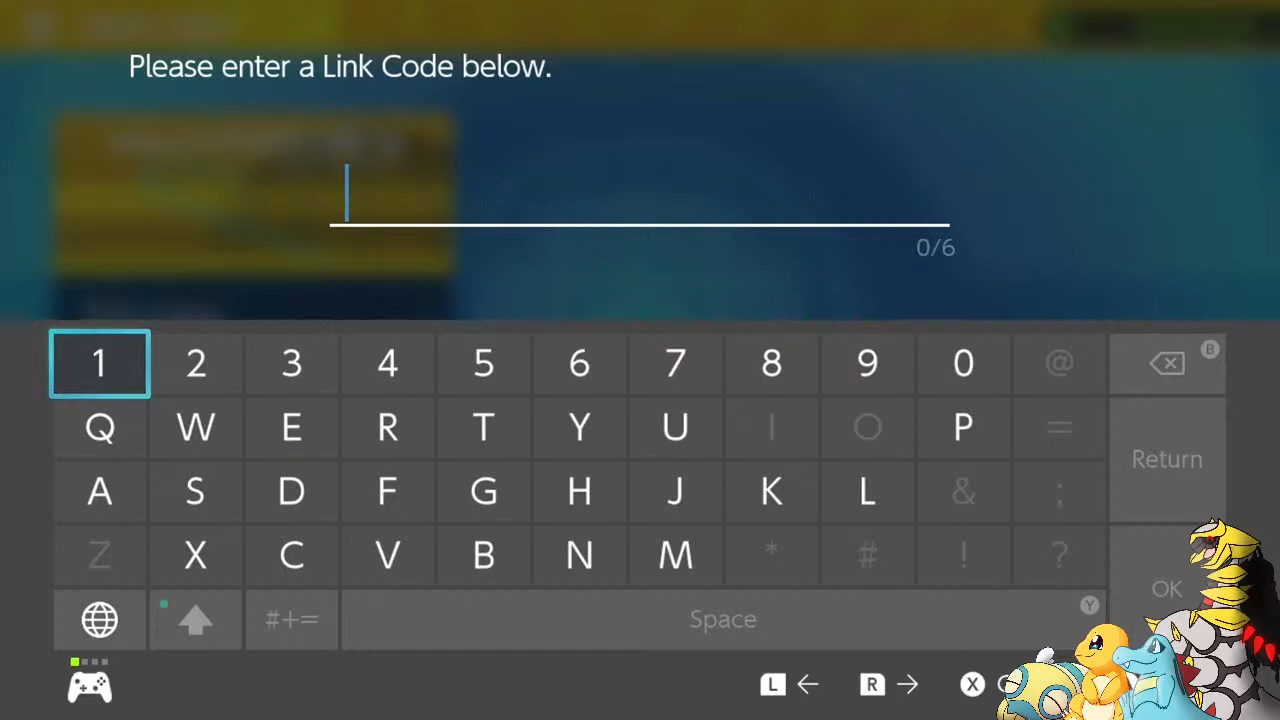 Please enter a Link Code below.
0/6
1 2 3 4 5 6 7 8 9 0 @ B
Q W E R T Y U I O P = Return
A S D F G H J K L & ;
Z X C V B N M * # ! ? OK
#+= Space Y
L ← R → X